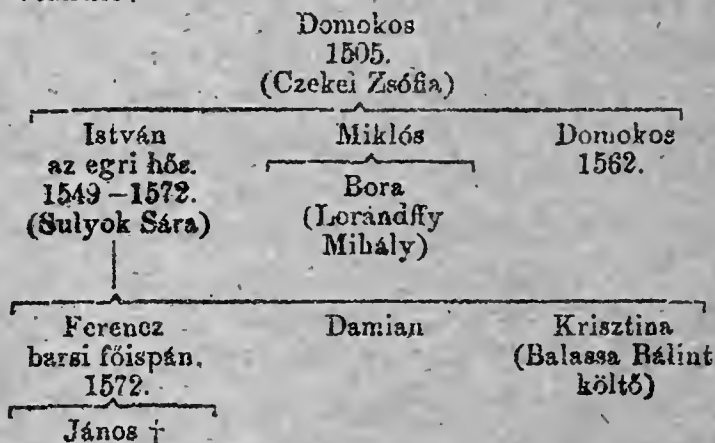 Domokos
1505.
(Czekei Zsófia)
István Miklós Domokos
az egri hős. 1562.
1549–1572. Bora
(Sulyok Sára) (Lorándffy
Mihály)
Ferencz Damian Krisztina
barsi főispán. (Balassa Bálint
1572. költő)
János †